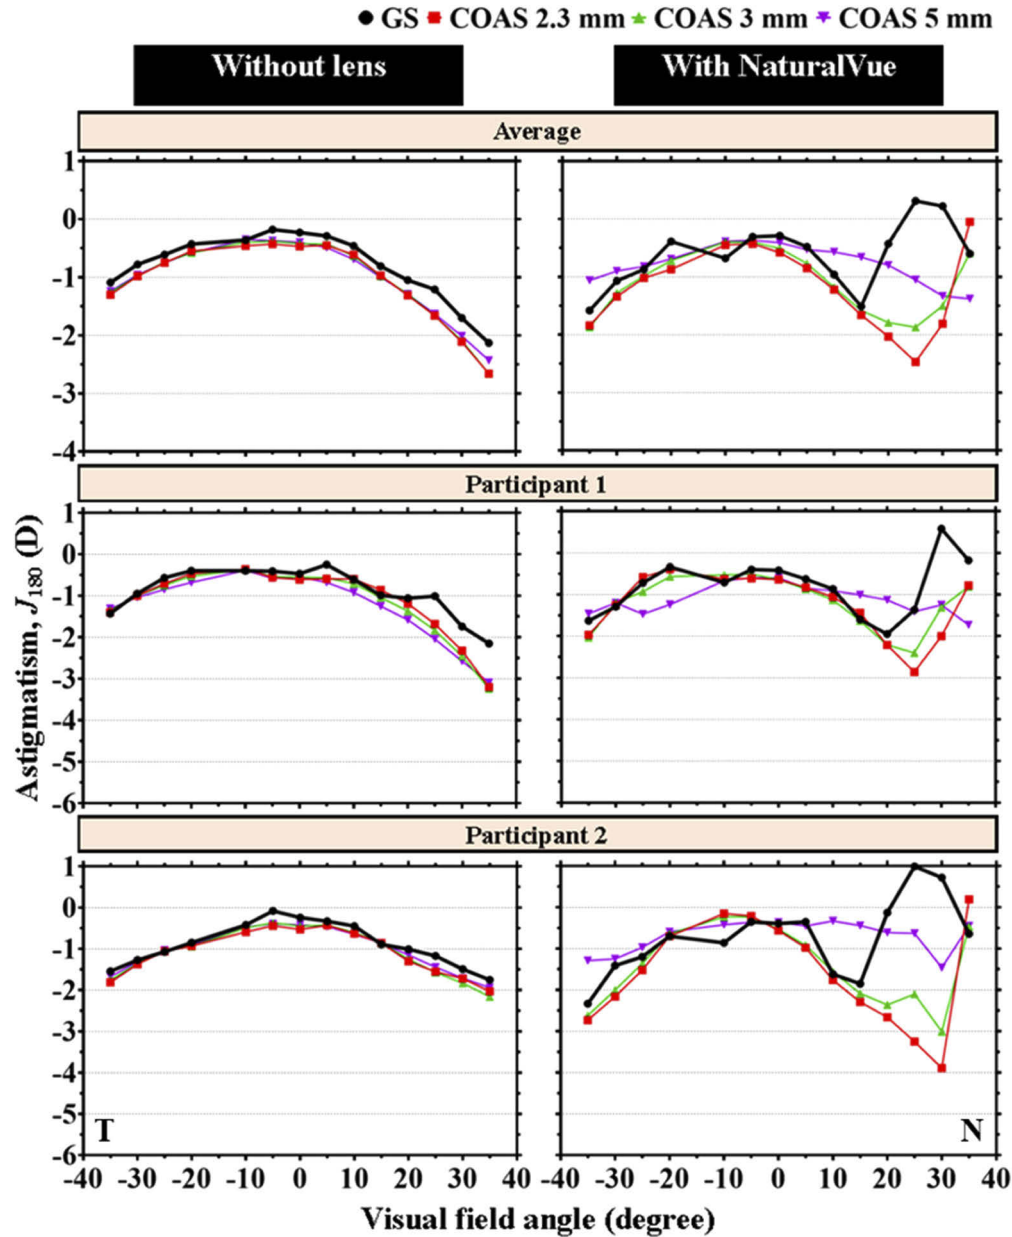 GS COAS 2.3 mm COAS 3 mm COAS 5 mm
Without lens With NaturalVue
Average
1
0
-1
-2
-3
-4
Participant 1
1
0
-1
-2
-3
-4
-5
-6
Participant 2
1
0
-1
-2
-3
-4
-5
-6
T N
-40 -30 -20 -10 0 10 20 30 40 -40 -30 -20 -10 0 10 20 30 40
Astigmatism, J180 (D)
Visual field angle (degree)